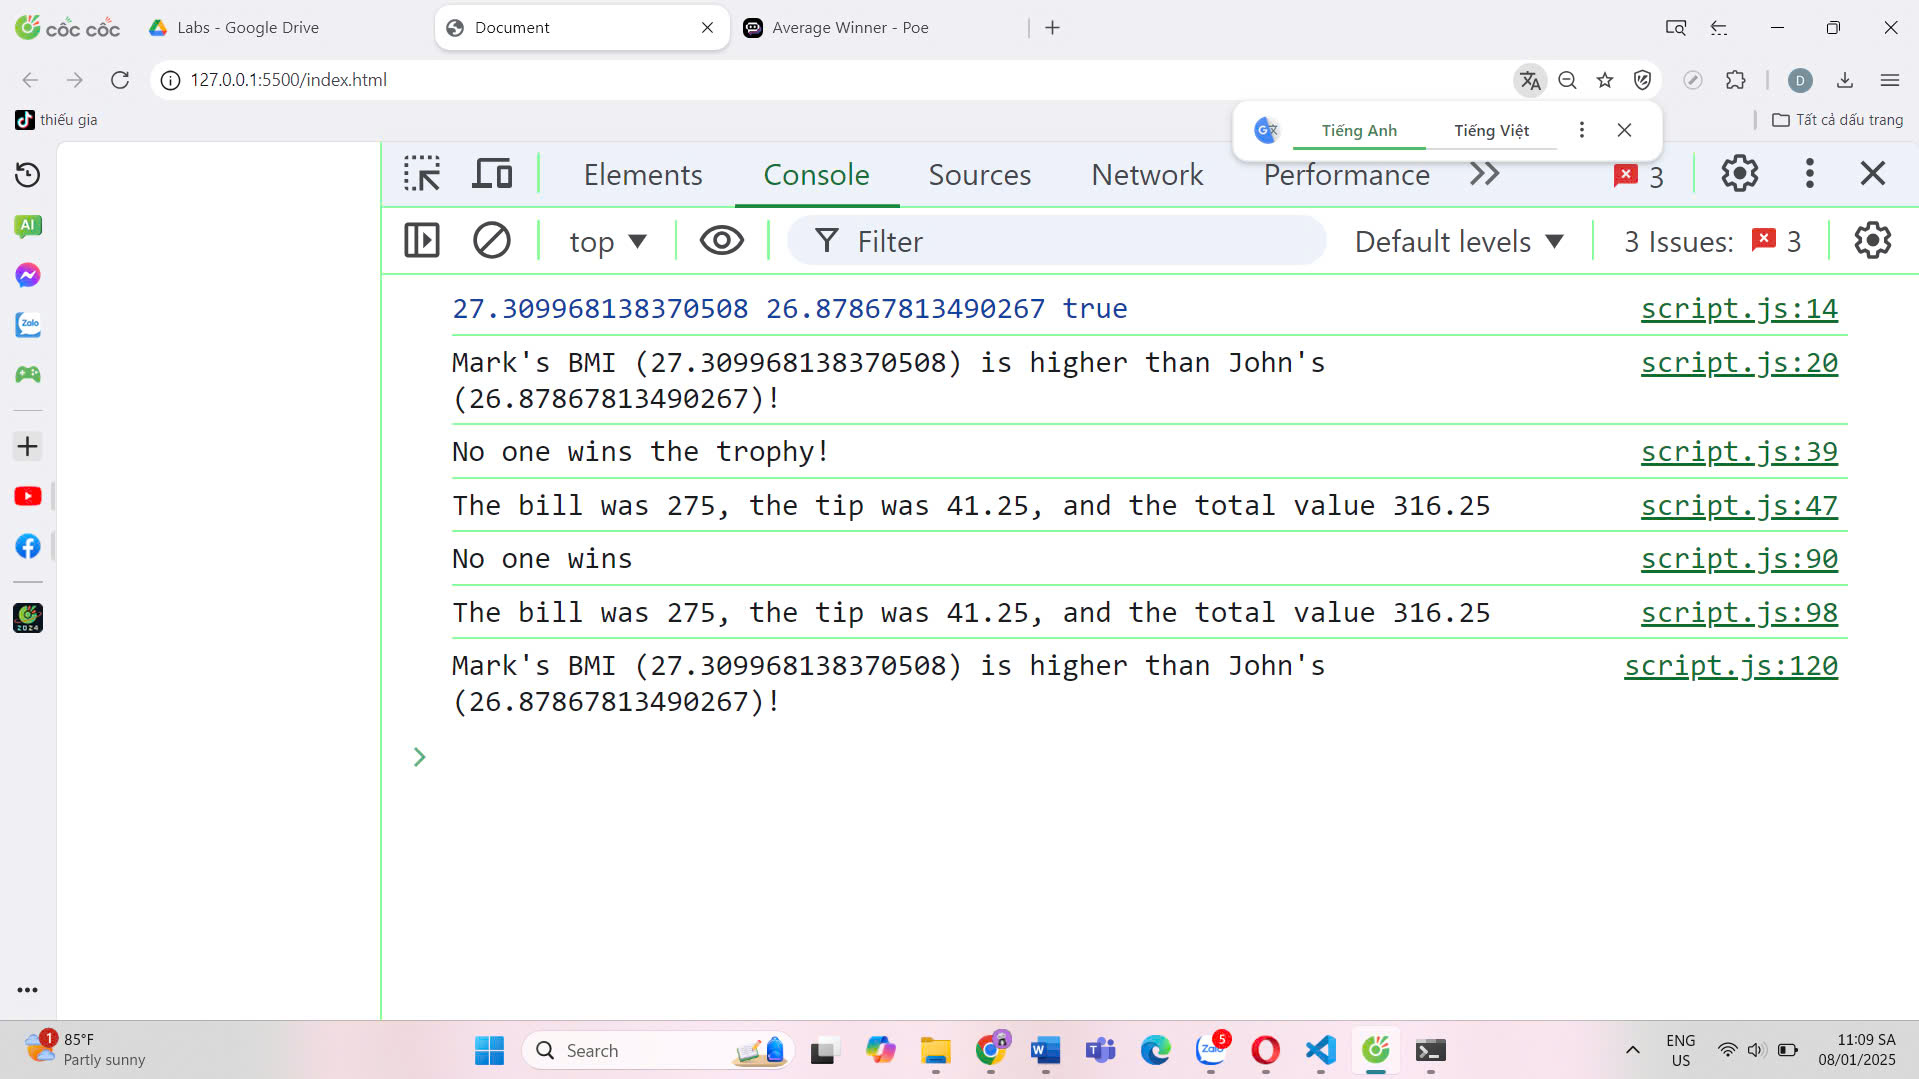 cốc cốc
Labs - Google Drive
Document
Average Winner - Poe
127.0.0.1:5500/index.html
D
thiếu gia
Tiếng Anh
Tiếng Việt
Tất cả dấu trang
Elements
Console
Sources
Network
Performance
3
top
Filter
Default levels
3 Issues:
3
27.309968138370508 26.87867813490267 true
script.js:14
Mark's BMI (27.309968138370508) is higher than John's
(26.87867813490267)!
script.js:20
No one wins the trophy!
script.js:39
The bill was 275, the tip was 41.25, and the total value 316.25
script.js:47
No one wins
script.js:90
The bill was 275, the tip was 41.25, and the total value 316.25
script.js:98
Mark's BMI (27.309968138370508) is higher than John's
(26.87867813490267)!
script.js:120
AI
Zalo
2024
1
85°F
Partly sunny
Search
5
ENG
US
11:09 SA
08/01/2025